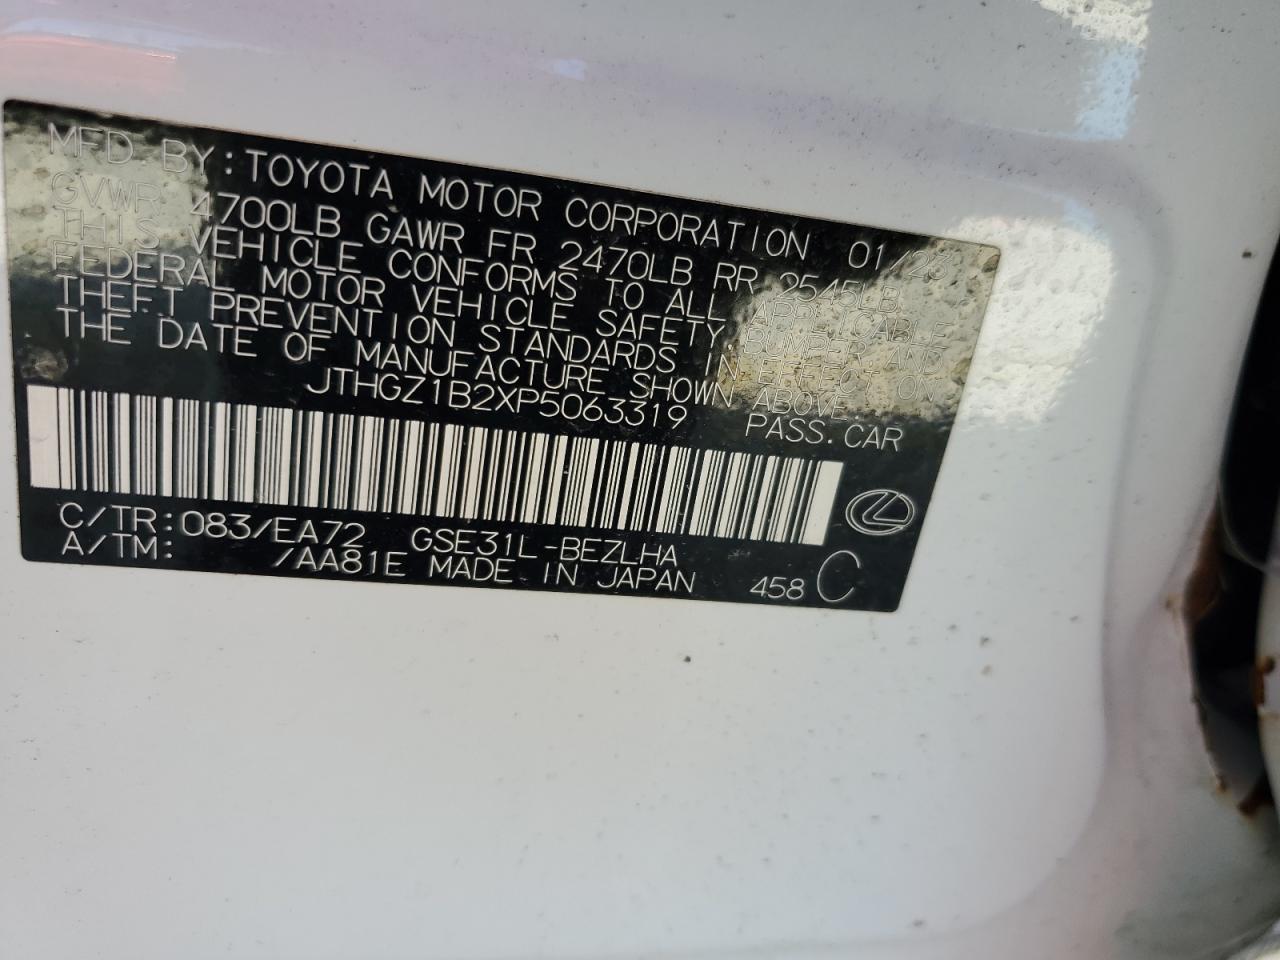 MFD BY: TOYOTA MOTOR CORPORATION 01/23
GVWR 4700LB GAWR FR 2470LB RR 2545LB
THIS VEHICLE CONFORMS TO ALL APPLICABLE
FEDERAL MOTOR VEHICLE SAFETY, BUMPER AND
THEFT PREVENTION STANDARDS IN EFFECT ON
THE DATE OF MANUFACTURE SHOWN ABOVE.
JTHGZ1B2XP5063319 PASS.CAR
C/TR:083/EA72 GSE31L-BEZLHA
A/TM: /AA81E MADE IN JAPAN 458 C